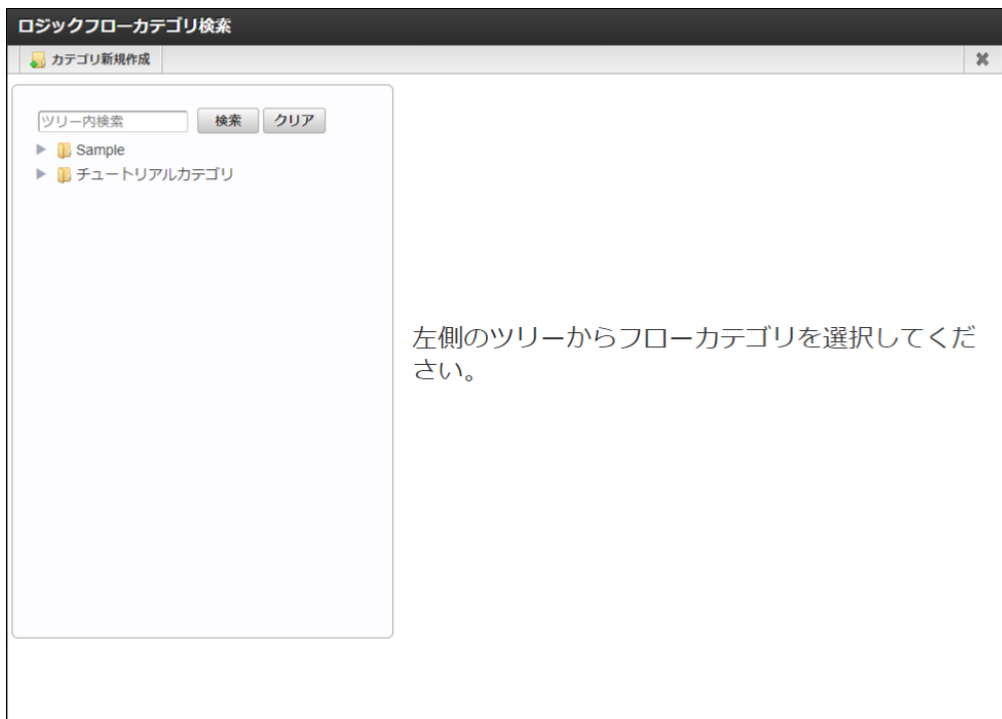 ロジックフローカテゴリ検索
カテゴリ新規作成
ツリー内検索 検索 クリア
Sample
チュートリアルカテゴリ
左側のツリーからフローカテゴリを選択してくだ
さい。